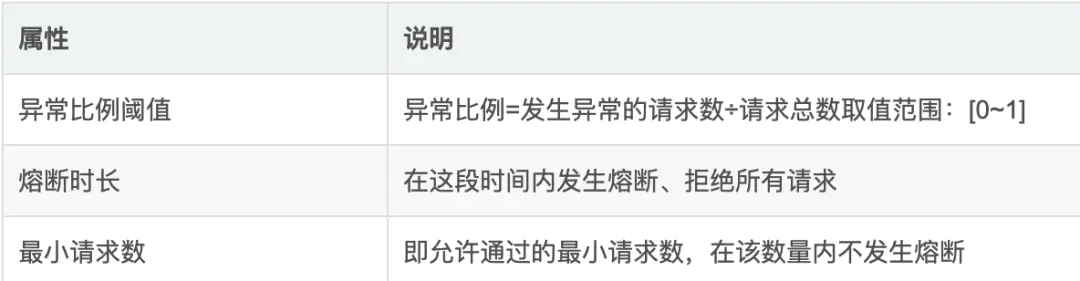 属性 说明
异常比例阈值 异常比例=发生异常的请求数÷请求总数取值范围：[0~1]
熔断时长 在这段时间内发生熔断、拒绝所有请求
最小请求数 即允许通过的最小请求数，在该数量内不发生熔断